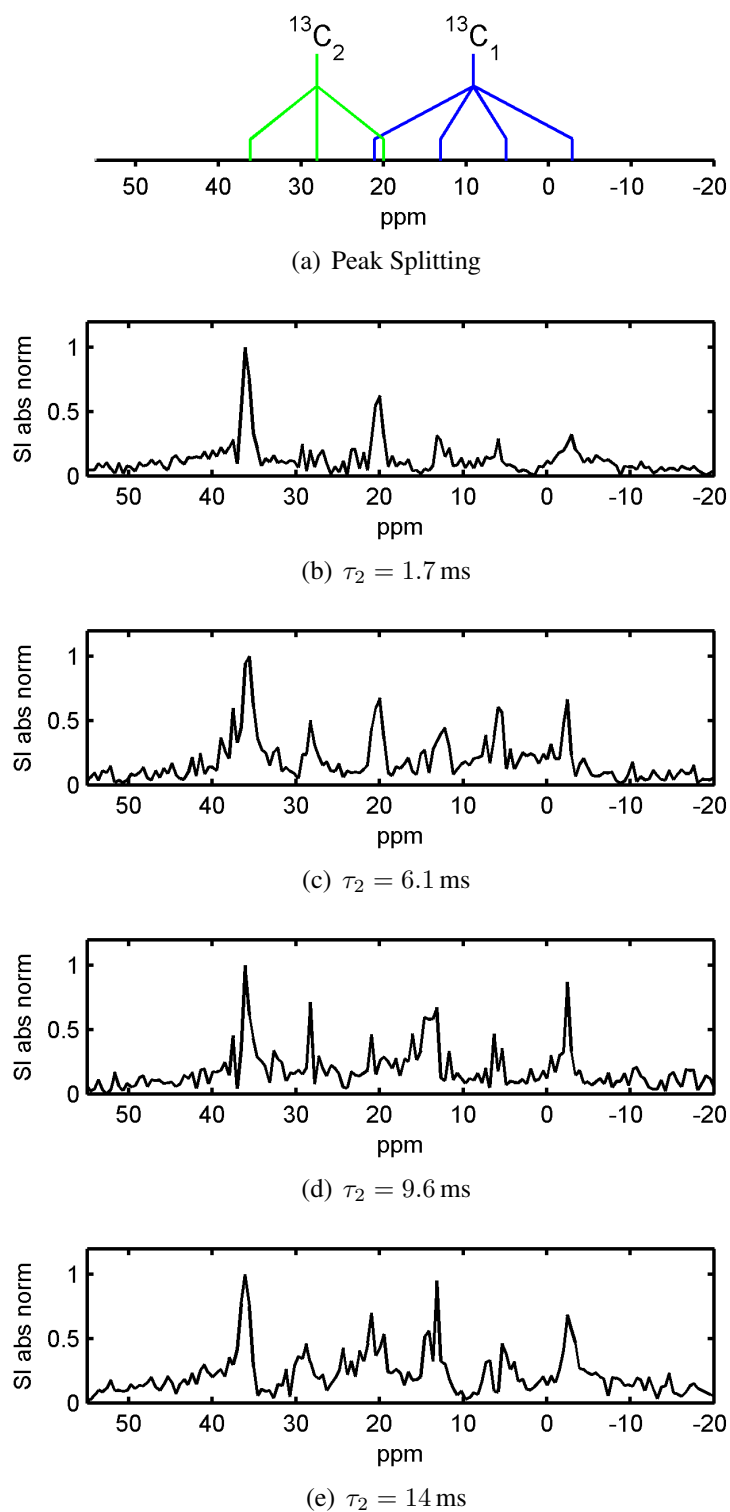 ¹³C₂ ¹³C₁
50 40 30 20 10 0 -10 -20
ppm
(a) Peak Splitting
SI abs norm
1
0.5
0
50 40 30 20 10 0 -10 -20
ppm
(b) τ₂ = 1.7 ms
SI abs norm
1
0.5
0
50 40 30 20 10 0 -10 -20
ppm
(c) τ₂ = 6.1 ms
SI abs norm
1
0.5
0
50 40 30 20 10 0 -10 -20
ppm
(d) τ₂ = 9.6 ms
SI abs norm
1
0.5
0
50 40 30 20 10 0 -10 -20
ppm
(e) τ₂ = 14 ms